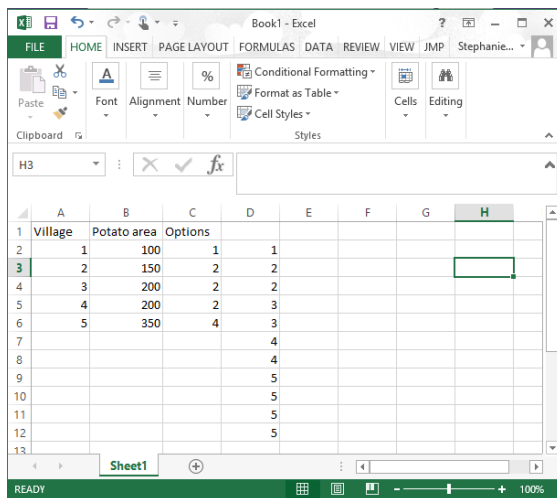 Book1 - Excel ?
FILE HOME INSERT PAGE LAYOUT FORMULAS DATA REVIEW VIEW JMP Stephanie...
Paste
Font
Alignment
Number
Conditional Formatting
Format as Table
Cell Styles
Cells
Editing
Clipboard
Styles
H3
fx
A B C D E F G H
1 Village Potato area Options
2 1 100 1 1
3 2 150 2 2
4 3 200 2 2
5 4 200 2 3
6 5 350 4 3
7 4
8 4
9 5
10 5
11 5
12 5
13
Sheet1
READY 100%